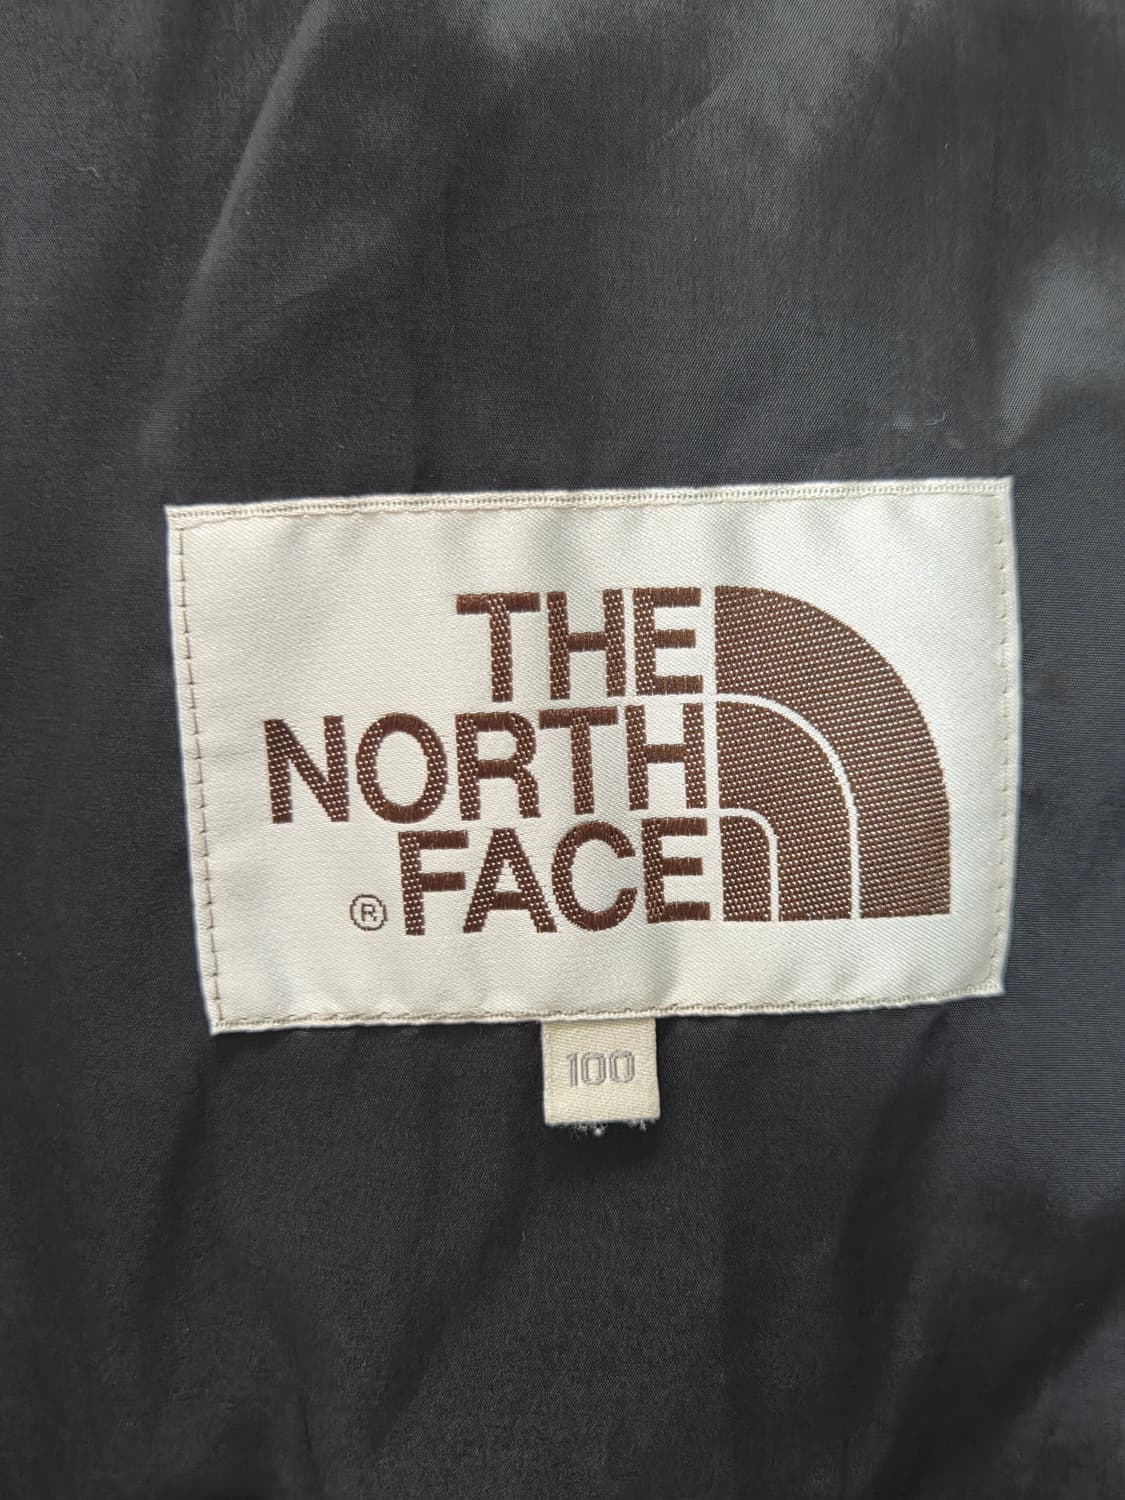 THE
NORTH
® FACE
100